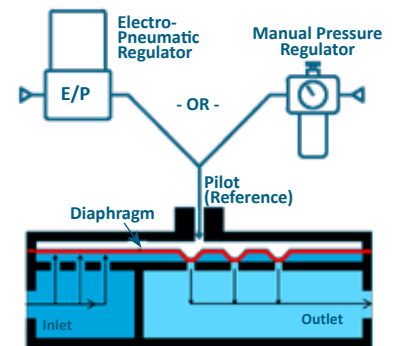 Electro-
Pneumatic
Regulator
Manual Pressure
Regulator
E/P
- OR -
Pilot
(Reference)
Diaphragm
Inlet
Outlet